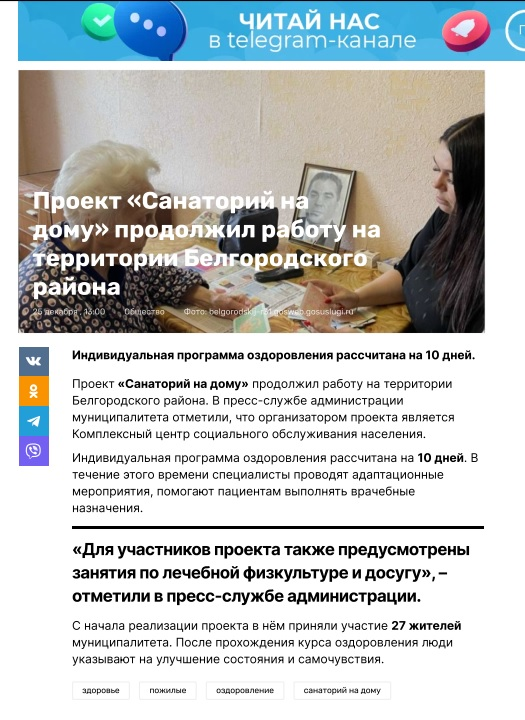 ЧИТАЙ НАС
в telegram-канале
Проект «Санаторий на
дому» продолжил работу на
территории Белгородского
района
25 декабря , 13:00 Общество Фото:
Индивидуальная программа оздоровления рассчитана на 10 дней.
Проект «Санаторий на дому» продолжил работу на территории
Белгородского района. В пресс-службе администрации
муниципалитета отметили, что организатором проекта является
Комплексный центр социального обслуживания населения.
Индивидуальная программа оздоровления рассчитана на 10 дней. В
течение этого времени специалисты проводят адаптационные
мероприятия, помогают пациентам выполнять врачебные
назначения.
«Для участников проекта также предусмотрены
занятия по лечебной физкультуре и досугу», –
отметили в пресс-службе администрации.
С начала реализации проекта в нём приняли участие 27 жителей
муниципалитета. После прохождения курса оздоровления люди
указывают на улучшение состояния и самочувствия.
здоровье пожилые оздоровление санаторий на дому